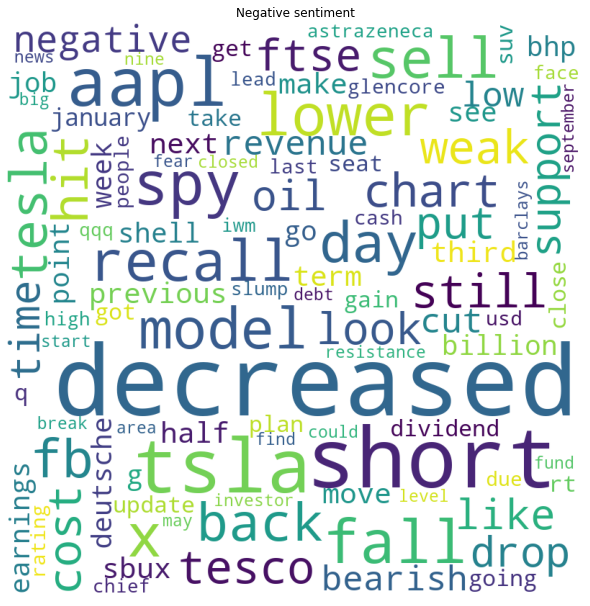 Negative sentiment
negative
news
nine
get
astrazeneca
ftse
sell
suv
bhp
job
big
aapl
lead
make
glencore
low
face
january
take
lower
see
next
revenue
weak
september
hit
tesla
week
people
fear
closed
last
seat
support
spy
oil
chart
put
cash
barclays
qqq
shell
iwm
go
day
third
point
time
recall
term
previous
slump
debt
gain
still
close
high
got
usd
start
model
look
cut
billion
resistance
q
decreased
break
area
half
plan
find
could
dividend
short
fb
deutsche
g
tsla
move
level
due
fund
rt
earnings
rating
cost
update
investor
like
may
x
back
fall
drop
sbux
chief
tesco
bearish
going